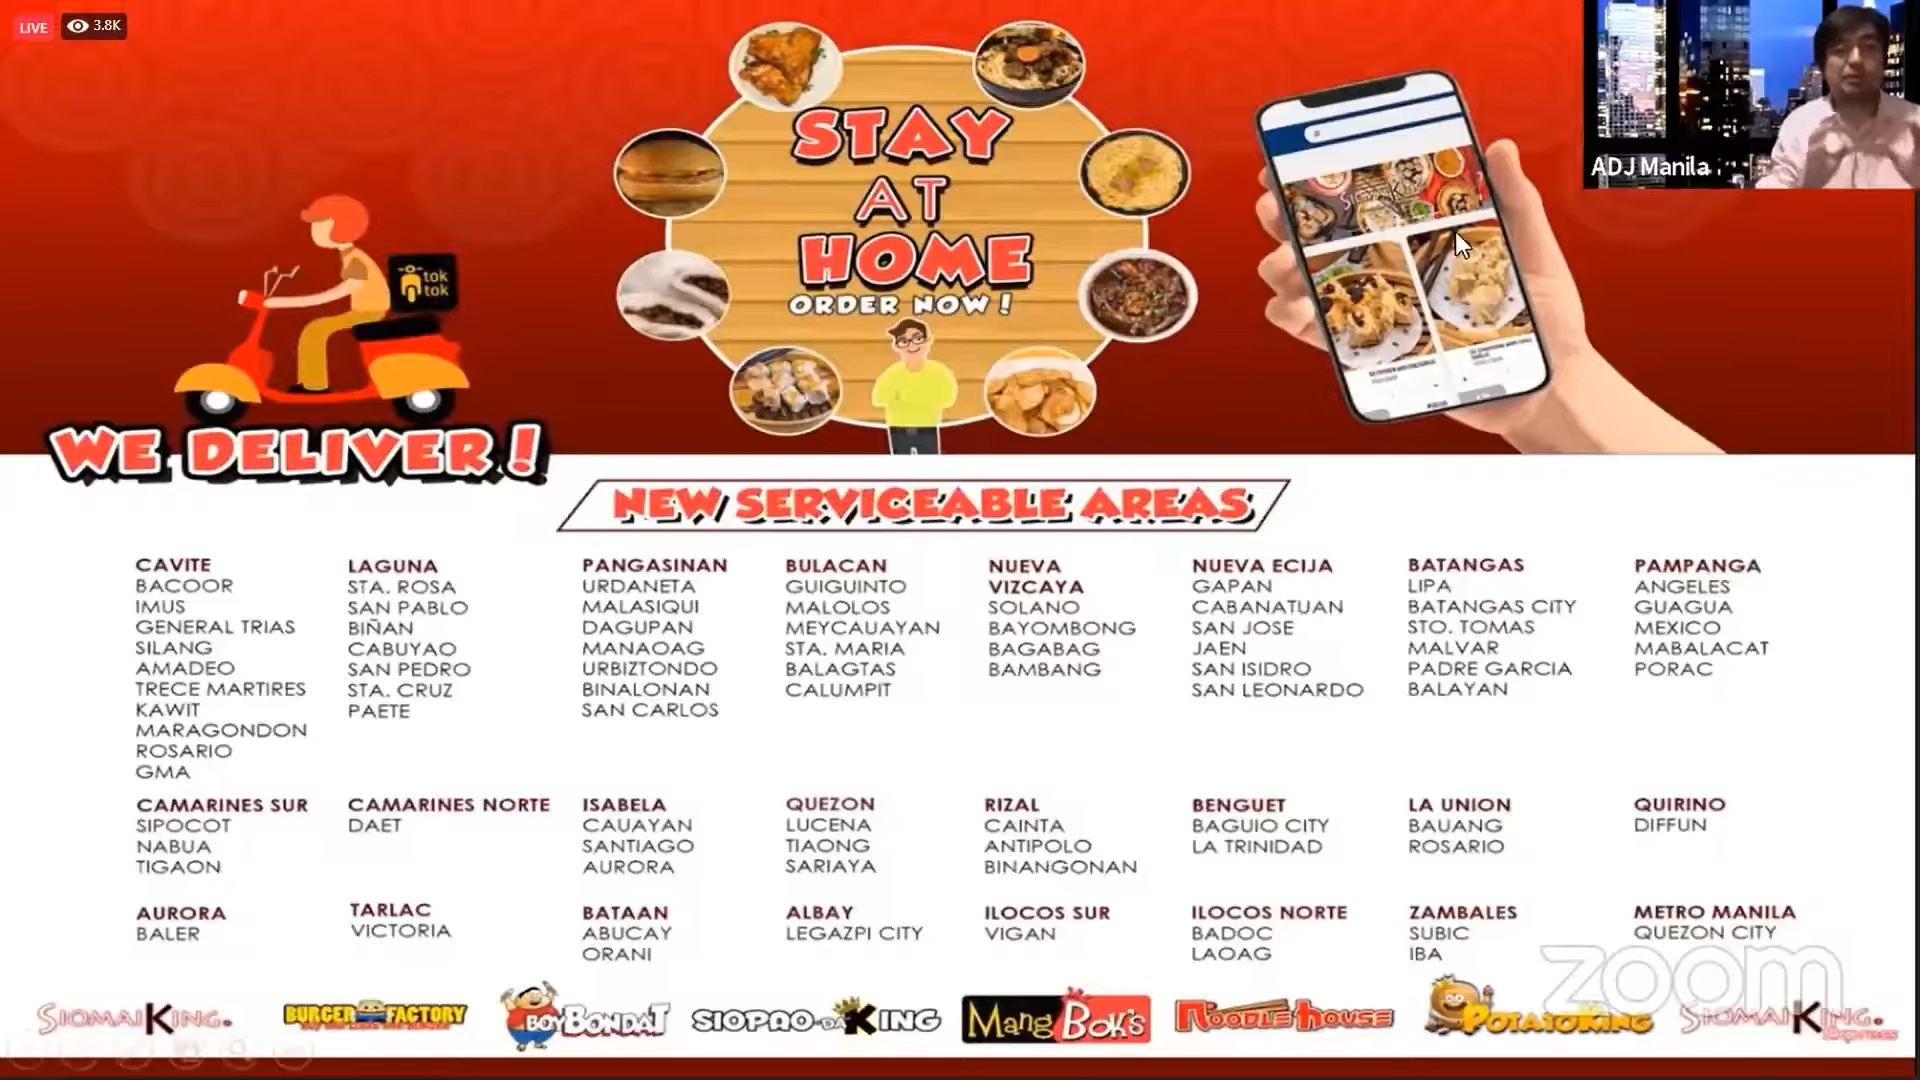 LIVE
3.8K
ADJ Manila
STAY
AT
HOME
ORDER NOW!
tok
tok
WE DELIVER!
NEW SERVICEABLE AREAS
CAVITE
BACOOR
IMUS
GENERAL TRIAS
SILANG
AMADEO
TRECE MARTIRES
KAWIT
MARAGONDON
ROSARIO
GMA
LAGUNA
STA. ROSA
SAN PABLO
BIÑAN
CABUYAO
SAN PEDRO
STA. CRUZ
PAETE
PANGASINAN
URDANETA
MALASIQUI
DAGUPAN
MANAOAG
URBIZTONDO
BINALONAN
SAN CARLOS
BULACAN
GUIGUINTO
MALOLOS
MEYCAUAYAN
STA. MARIA
BALAGTAS
CALUMPIT
NUEVA
VIZCAYA
SOLANO
BAYOMBONG
BAGABAG
BAMBANG
NUEVA ECIJA
GAPAN
CABANATUAN
SAN JOSE
JAEN
SAN ISIDRO
SAN LEONARDO
BATANGAS
LIPA
BATANGAS CITY
STO. TOMAS
MALVAR
PADRE GARCIA
BALAYAN
PAMPANGA
ANGELES
GUAGUA
MEXICO
MABALACAT
PORAC
CAMARINES SUR
SIPOCOT
NABUA
TIGAON
CAMARINES NORTE
DAET
ISABELA
CAUAYAN
SANTIAGO
AURORA
QUEZON
LUCENA
TIAONG
SARIAYA
RIZAL
CAINTA
ANTIPOLO
BINANGONAN
BENGUET
BAGUIO CITY
LA TRINIDAD
LA UNION
BAUANG
ROSARIO
QUIRINO
DIFFUN
AURORA
BALER
TARLAC
VICTORIA
BATAAN
ABUCAY
ORANI
ALBAY
LEGAZPI CITY
ILOCOS SUR
VIGAN
ILOCOS NORTE
BADOC
LAOAG
ZAMBALES
SUBIC
IBA
METRO MANILA
QUEZON CITY
zoom
SIOMAI KING.
BURGER FACTORY
BOY BONDAT
SIOPAO DA KING
Mang BOK'S
NOODLE HOUSE
POTATO KING
SIOMAI KING.
Express